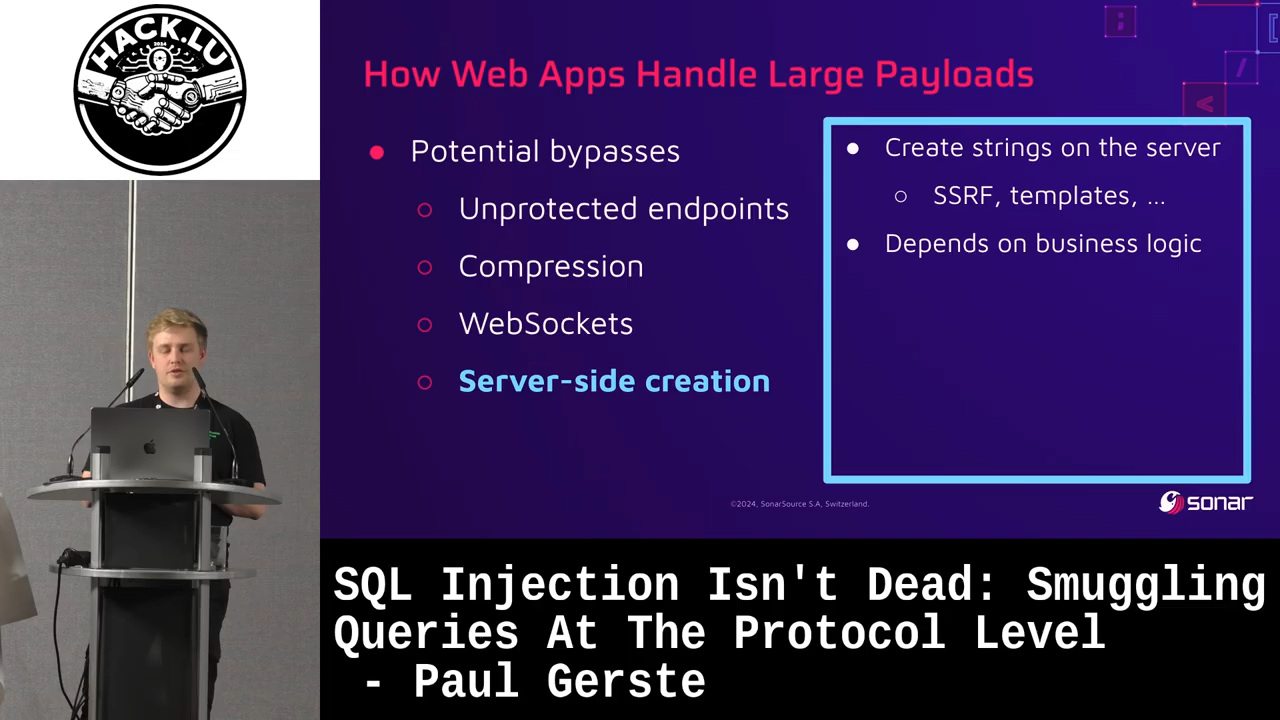 HACK.LU
2024
How Web Apps Handle Large Payloads
● Potential bypasses
○ Unprotected endpoints
○ Compression
○ WebSockets
○ Server-side creation
● Create strings on the server
○ SSRF, templates, ...
● Depends on business logic
;
[
/
<
©2024, SonarSource S.A, Switzerland.
sonar
SQL Injection Isn't Dead: Smuggling
Queries At The Protocol Level
- Paul Gerste